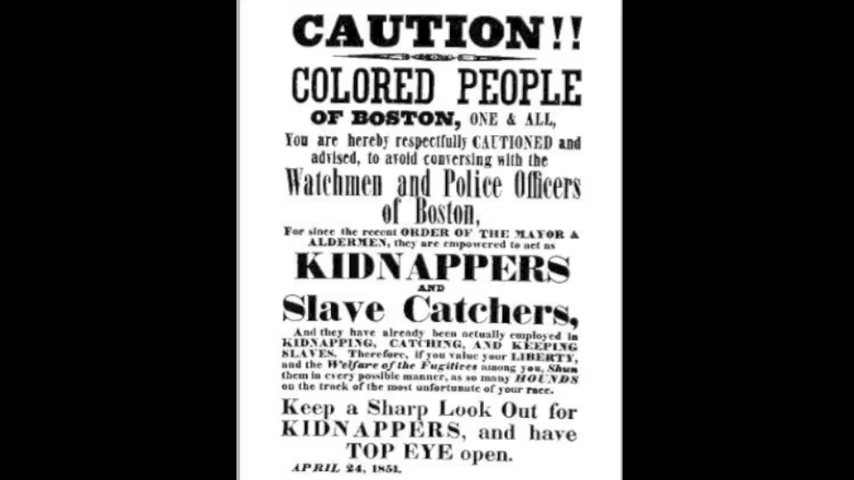 CAUTION!!
COLORED PEOPLE
OF BOSTON, ONE & ALL,
You are hereby respectfully CAUTIONED and
advised, to avoid conversing with the
Watchmen and Police Officers
of Boston,
For since the recent ORDER OF THE MAYOR &
ALDERMEN, they are empowered to act as
KIDNAPPERS
AND
Slave Catchers,
And they have already been actually employed in
KIDNAPPING, CATCHING, AND KEEPING
SLAVES. Therefore, if you value your LIBERTY,
and the Welfare of the Fugitives among you, Shun
them in every possible manner, as so many HOUNDS
on the track of the most unfortunate of your race.
Keep a Sharp Look Out for
KIDNAPPERS, and have
TOP EYE open.
APRIL 24, 1851.